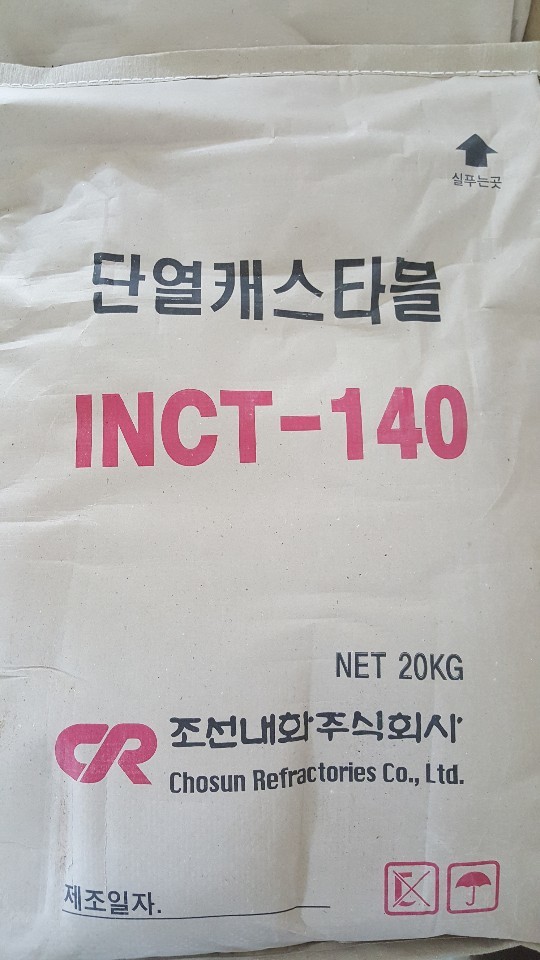 실푸는곳
단열캐스타블
INCT-140
NET 20KG
CR 조선내화주식회사
Chosun Refractories Co., Ltd.
제조일자.